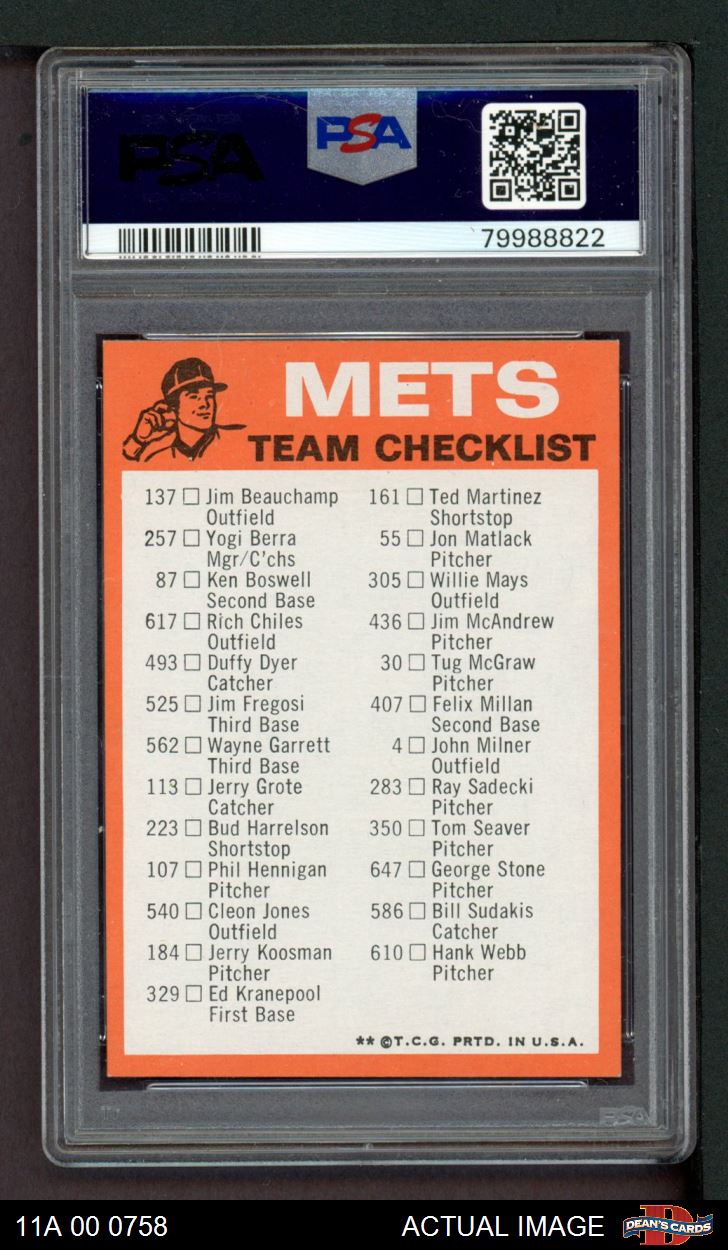 PSA
PSA
79988822
METS
TEAM CHECKLIST
137 □ Jim Beauchamp
Outfield
257 □ Yogi Berra
Mgr/C'chs
87 □ Ken Boswell
Second Base
617 □ Rich Chiles
Outfield
493 □ Duffy Dyer
Catcher
525 □ Jim Fregosi
Third Base
562 □ Wayne Garrett
Third Base
113 □ Jerry Grote
Catcher
223 □ Bud Harrelson
Shortstop
107 □ Phil Hennigan
Pitcher
540 □ Cleon Jones
Outfield
184 □ Jerry Koosman
Pitcher
329 □ Ed Kranepool
First Base
161 □ Ted Martinez
Shortstop
55 □ Jon Matlack
Pitcher
305 □ Willie Mays
Outfield
436 □ Jim McAndrew
Pitcher
30 □ Tug McGraw
Pitcher
407 □ Felix Millan
Second Base
4 □ John Milner
Outfield
283 □ Ray Sadecki
Pitcher
350 □ Tom Seaver
Pitcher
647 □ George Stone
Pitcher
586 □ Bill Sudakis
Catcher
610 □ Hank Webb
Pitcher
** ©T.C.G. PRTD. IN U.S.A.
PSA
11A 00 0758
ACTUAL IMAGE
DEAN'S CARDS